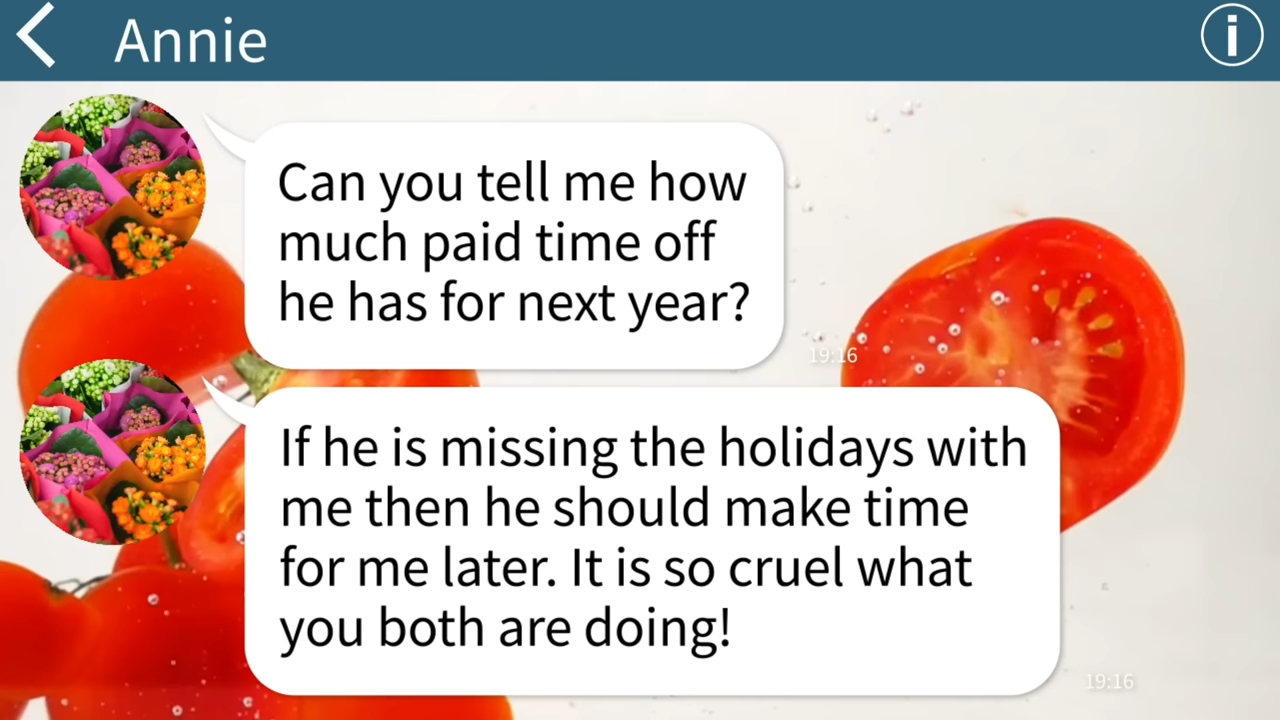 Annie
Can you tell me how
much paid time off
he has for next year?
19:16
If he is missing the holidays with
me then he should make time
for me later. It is so cruel what
you both are doing!
19:16